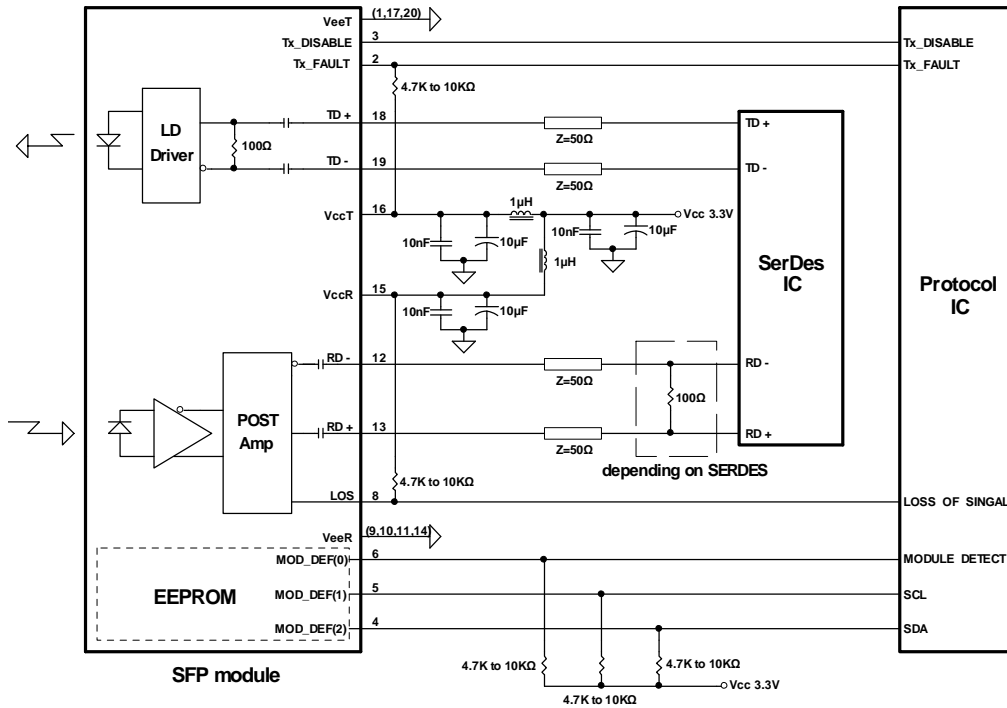 VeeT (1,17,20)
Tx_DISABLE 3 Tx_DISABLE
Tx_FAULT 2 Tx_FAULT
4.7K to 10KΩ
LD
Driver
100Ω
TD + 18 Z=50Ω TD +
TD - 19 Z=50Ω TD -
1µH
VccT 16 Vcc 3.3V
10nF 10µF 10nF 10µF
1µH
SerDes
IC
Protocol
IC
VccR 15
10nF 10µF
RD - 12 Z=50Ω RD -
100Ω
POST
Amp
RD + 13 Z=50Ω RD +
depending on SERDES
4.7K to 10KΩ
LOS 8 LOSS OF SINGAL
VeeR (9,10,11,14)
MOD_DEF(0) 6 MODULE DETECT
EEPROM
MOD_DEF(1) 5 SCL
MOD_DEF(2) 4 SDA
SFP module
4.7K to 10KΩ 4.7K to 10KΩ
4.7K to 10KΩ
Vcc 3.3V